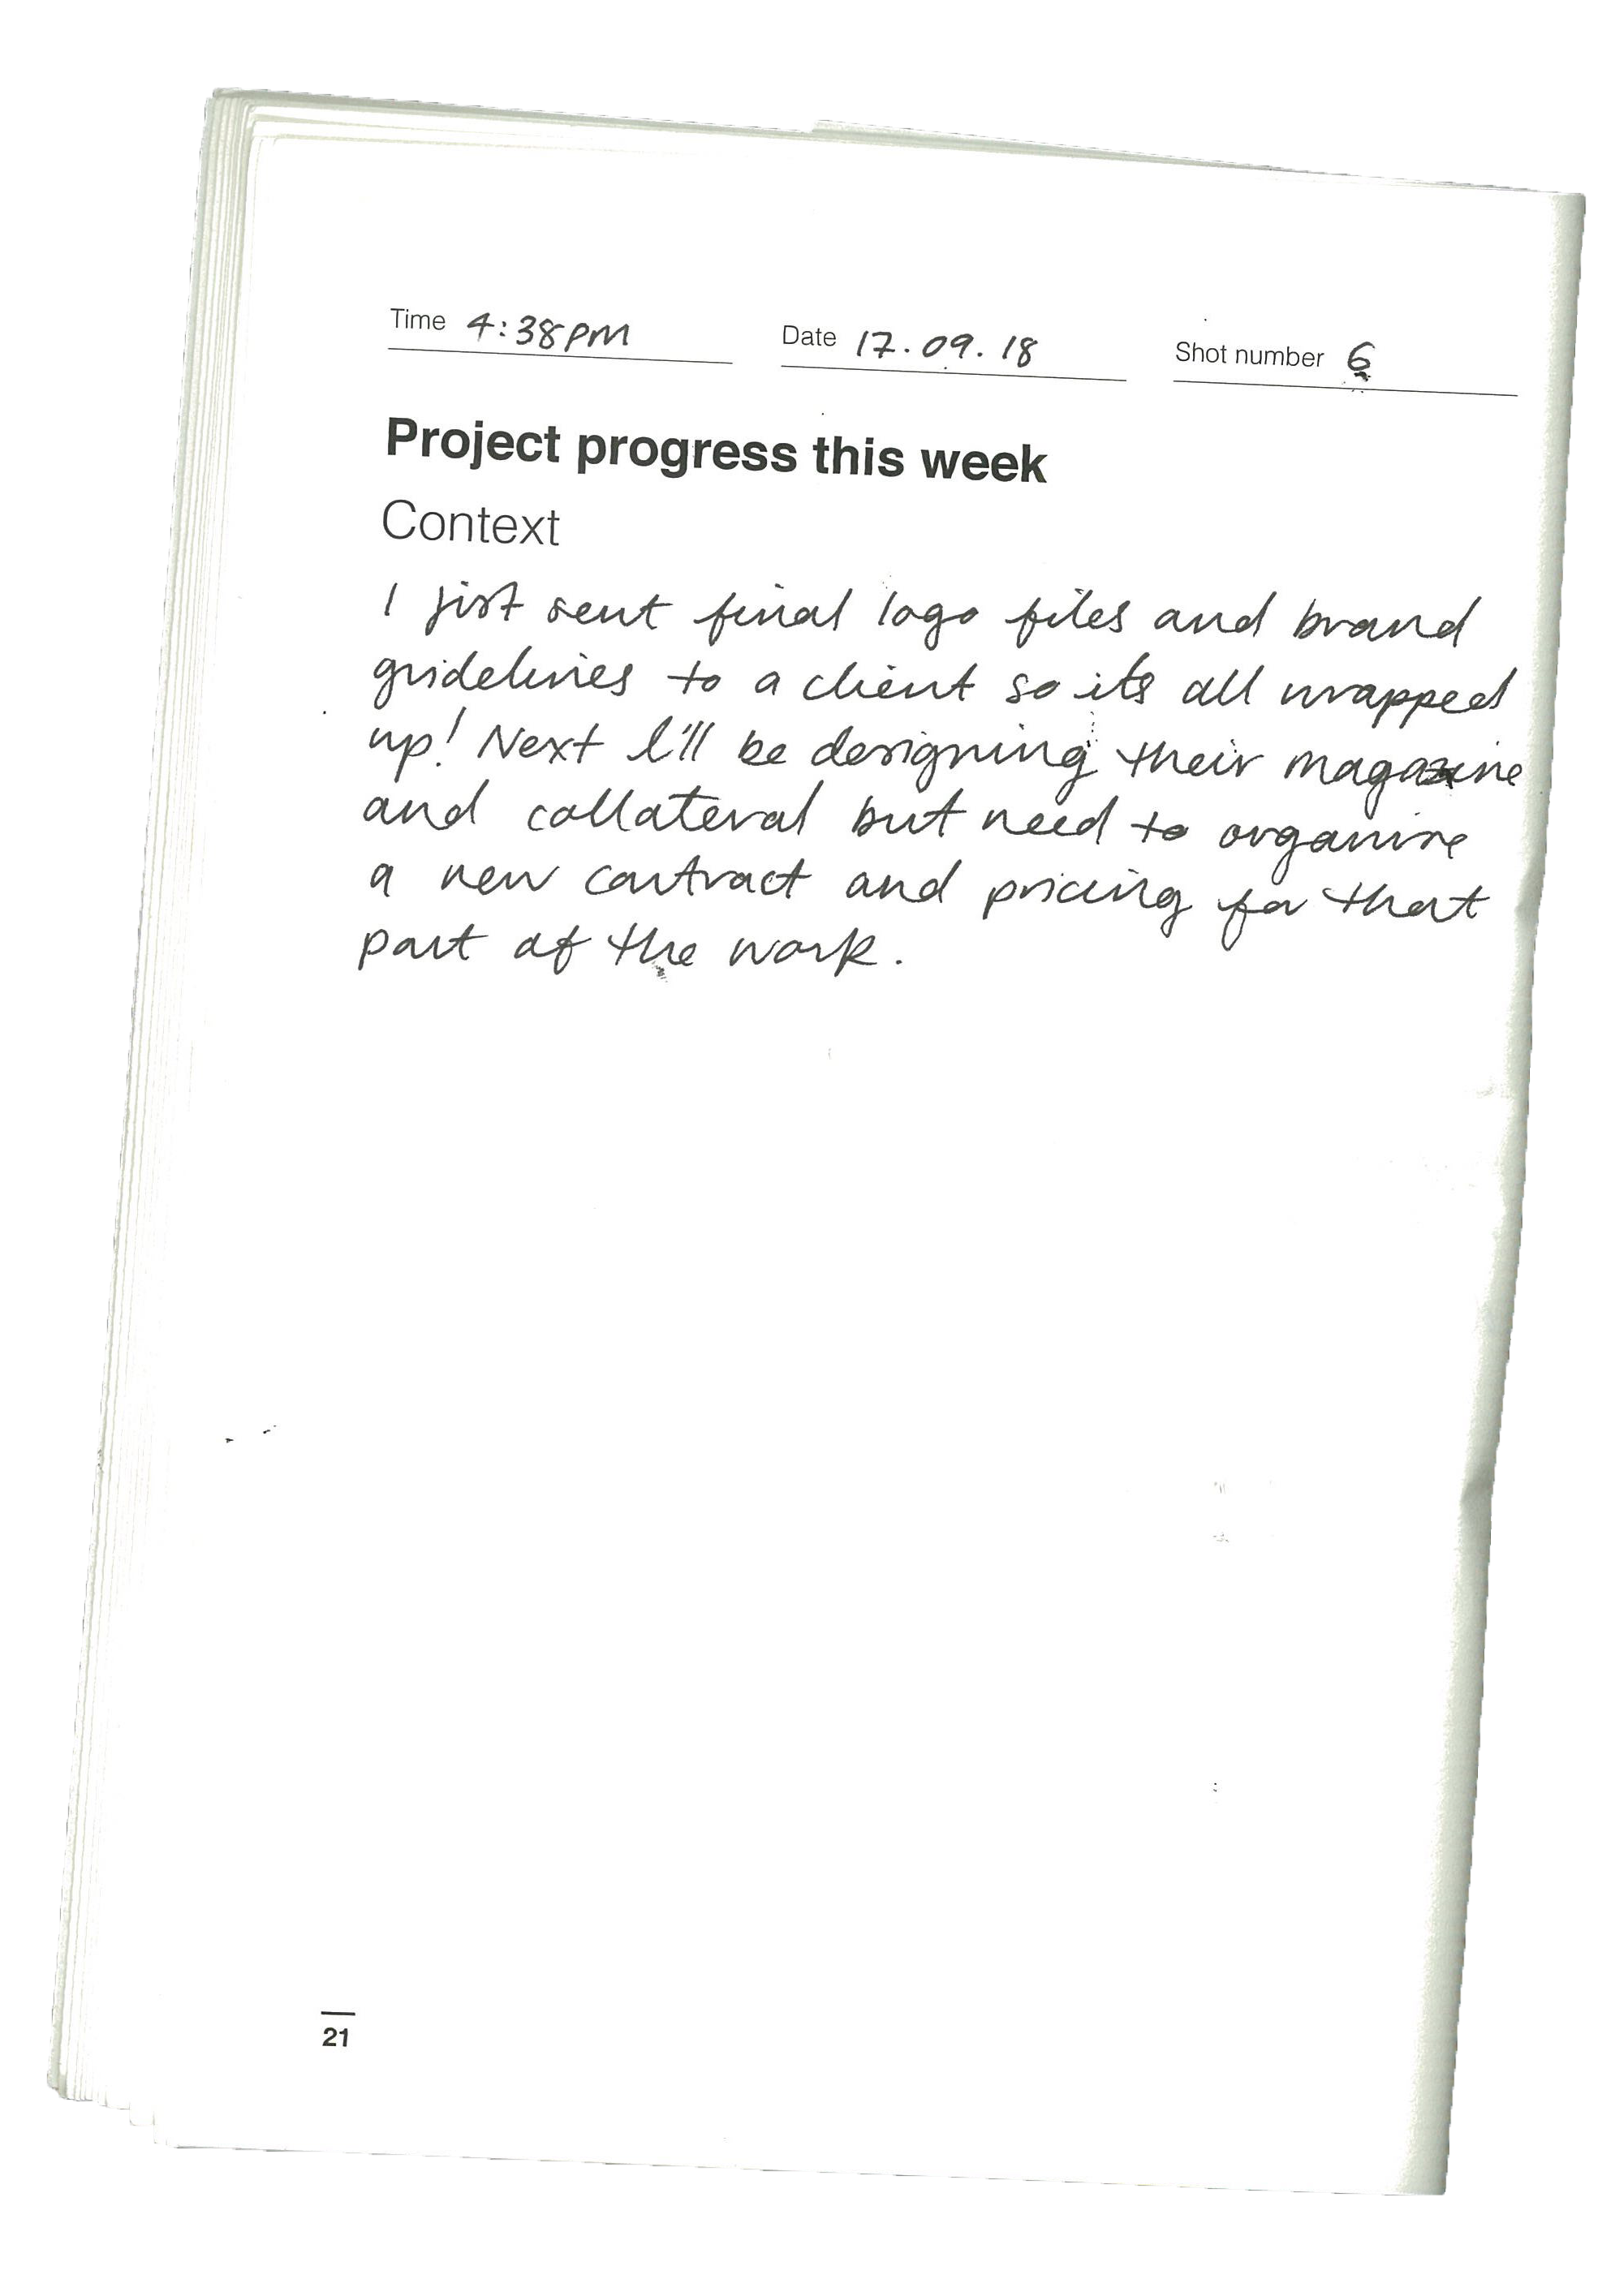 Time 4:38PM Date 17.09.18 Shot number 6
Project progress this week
Context
I just sent final logo files and brand
guidelines to a client so its all wrapped
up! Next I'll be designing their magazine
and collateral but need to organise
a new contract and pricing for that
part of the work.
21